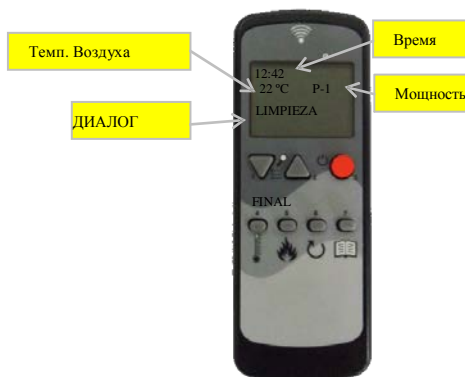 Темп. Воздуха
Время
12:42
22 ºC P-1
Мощность
LIMPIEZA
ДИАЛОГ
FINAL